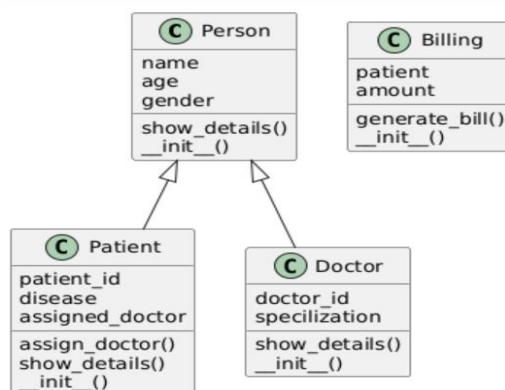 C Person
name
age
gender
show_details()
__init__()
C Billing
patient
amount
generate_bill()
__init__()
C Patient
patient_id
disease
assigned_doctor
assign_doctor()
show_details()
__init__()
C Doctor
doctor_id
specilization
show_details()
__init__()